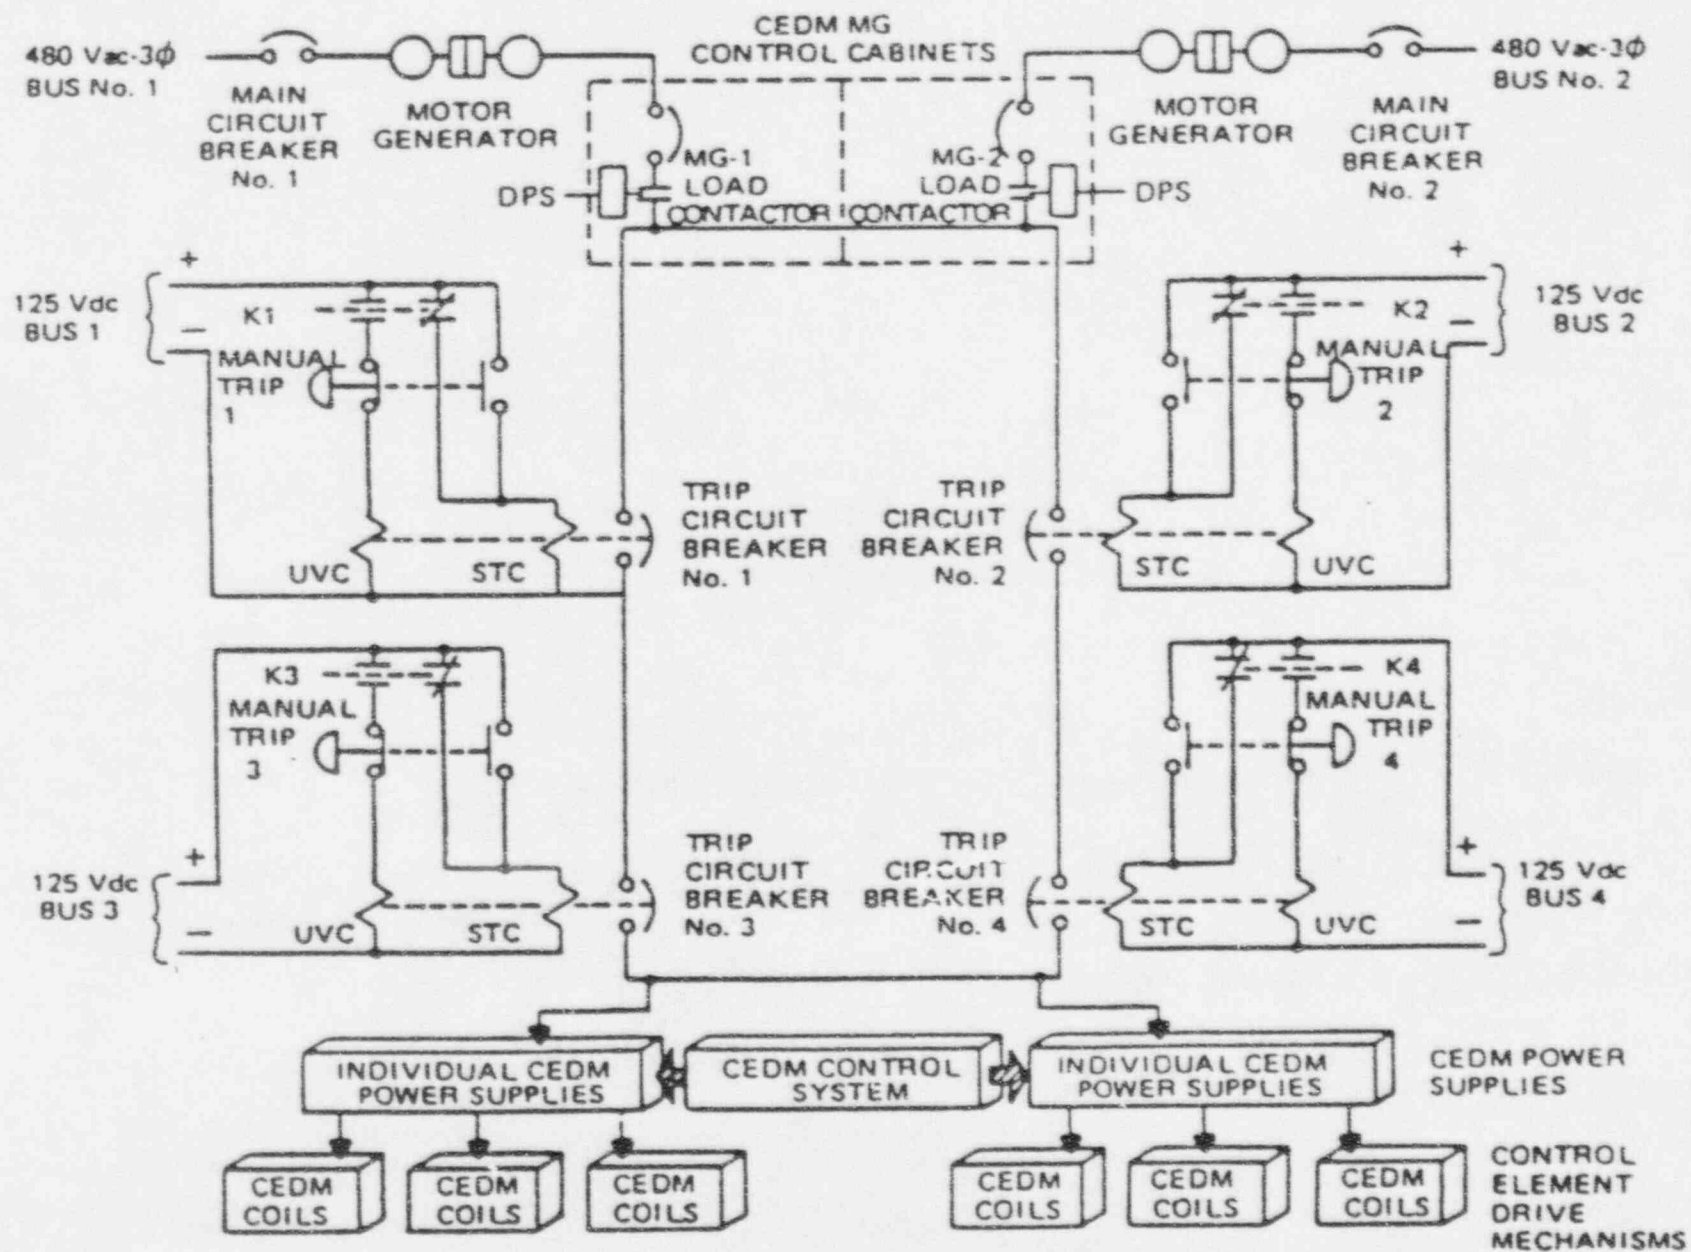 CEDM MG
CONTROL CABINETS
480 Vac-3ϕ
BUS No. 1
MAIN
CIRCUIT
BREAKER
No. 1
MOTOR
GENERATOR
MOTOR
GENERATOR
MAIN
CIRCUIT
BREAKER
No. 2
480 Vac-3ϕ
BUS No. 2
DPS
MG-1
LOAD
CONTACTOR
MG-2
LOAD
CONTACTOR
DPS
125 Vdc
BUS 1
+
−
K1
MANUAL
TRIP
1
UVC
STC
TRIP
CIRCUIT
BREAKER
No. 1
TRIP
CIRCUIT
BREAKER
No. 2
K2
MANUAL
TRIP
2
STC
UVC
+
−
125 Vdc
BUS 2
K3
MANUAL
TRIP
3
+
−
125 Vdc
BUS 3
UVC
STC
TRIP
CIRCUIT
BREAKER
No. 3
TRIP
CIRCUIT
BREAKER
No. 4
K4
MANUAL
TRIP
4
STC
UVC
+
−
125 Vdc
BUS 4
INDIVIDUAL CEDM
POWER SUPPLIES
CEDM CONTROL
SYSTEM
INDIVIDUAL CEDM
POWER SUPPLIES
CEDM POWER
SUPPLIES
CEDM
COILS
CEDM
COILS
CEDM
COILS
CEDM
COILS
CEDM
COILS
CEDM
COILS
CONTROL
ELEMENT
DRIVE
MECHANISMS